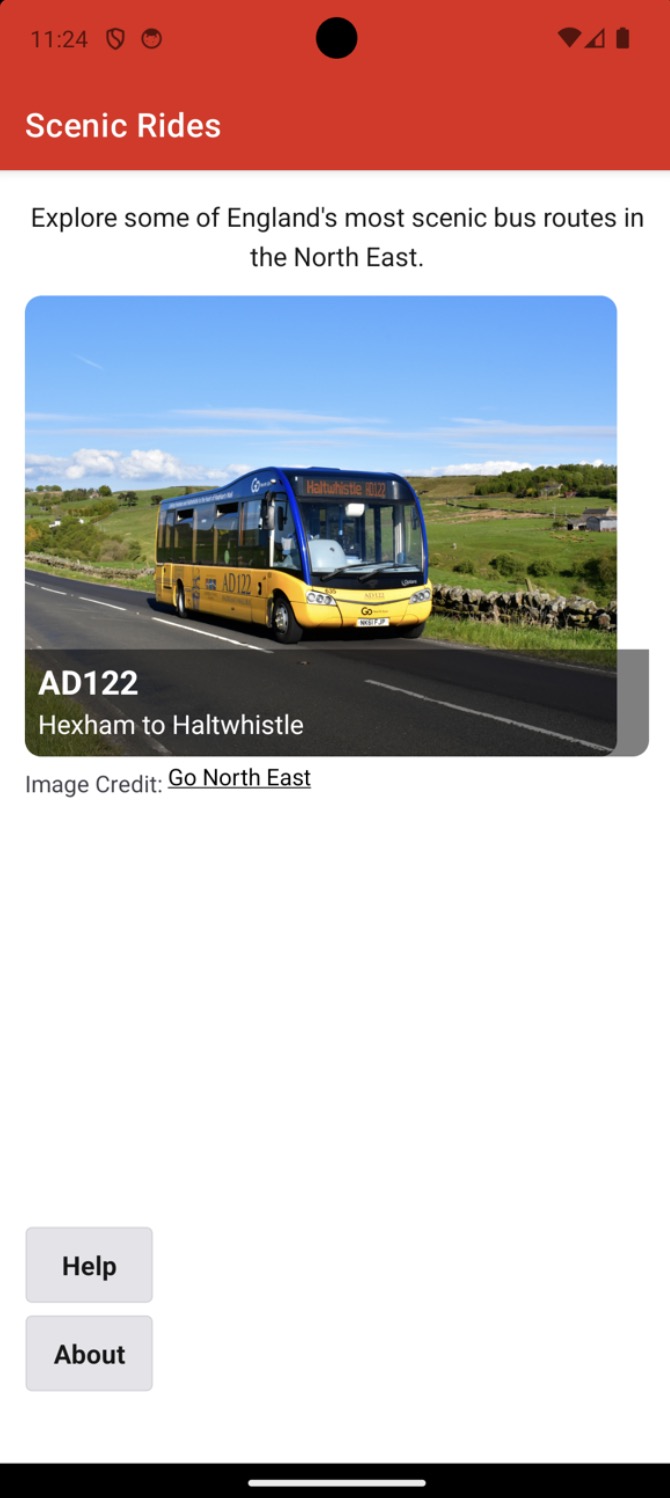 11:24
Scenic Rides
Explore some of England's most scenic bus routes in
the North East.
Haltwhistle AD122
AD122
Go
AD122
Hexham to Haltwhistle
Image Credit: Go North East
Help
About